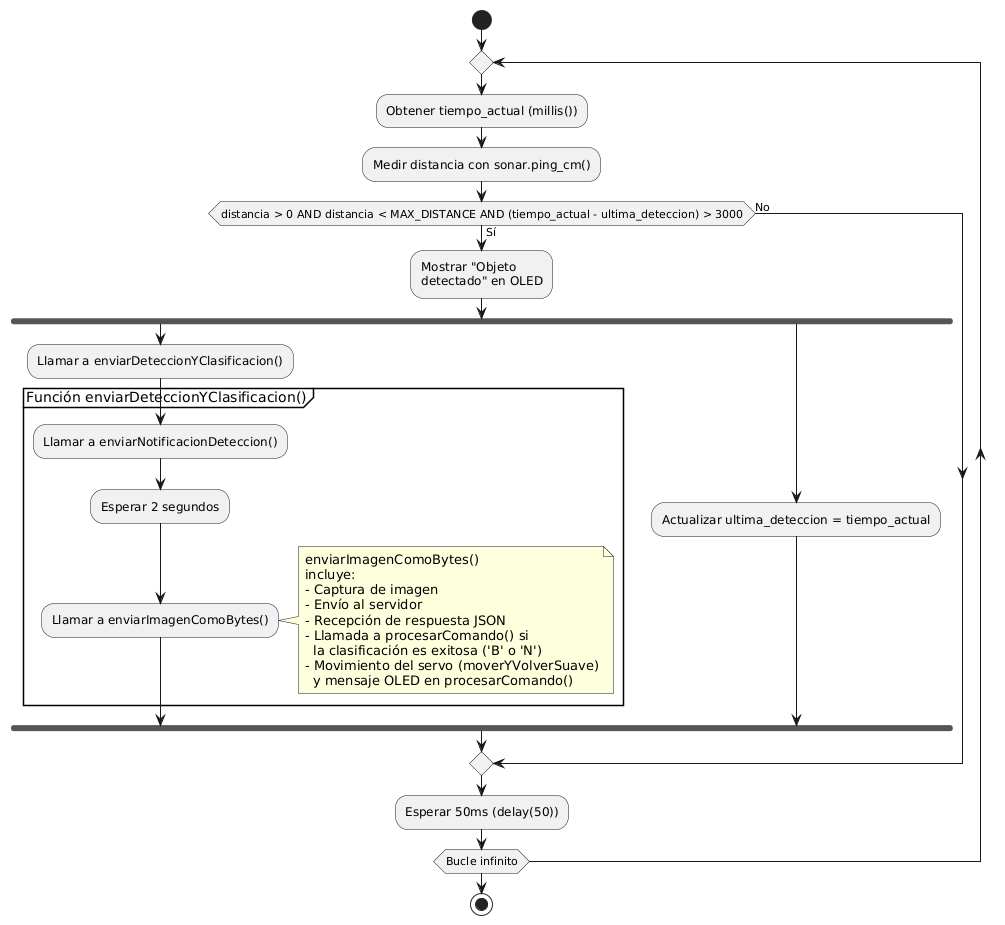 Obtener tiempo_actual (millis())
Medir distancia con sonar.ping_cm()
distancia > 0 AND distancia < MAX_DISTANCE AND (tiempo_actual - ultima_deteccion) > 3000
No
Sí
Mostrar "Objeto
detectado" en OLED
Llamar a enviarDeteccionYClasificacion()
Función enviarDeteccionYClasificacion()
Llamar a enviarNotificacionDeteccion()
Esperar 2 segundos
Llamar a enviarImagenComoBytes()
enviarImagenComoBytes()
incluye:
- Captura de imagen
- Envío al servidor
- Recepción de respuesta JSON
- Llamada a procesarComando() si
la clasificación es exitosa ('B' o 'N')
- Movimiento del servo (moverYVolverSuave)
y mensaje OLED en procesarComando()
Actualizar ultima_deteccion = tiempo_actual
Esperar 50ms (delay(50))
Bucle infinito